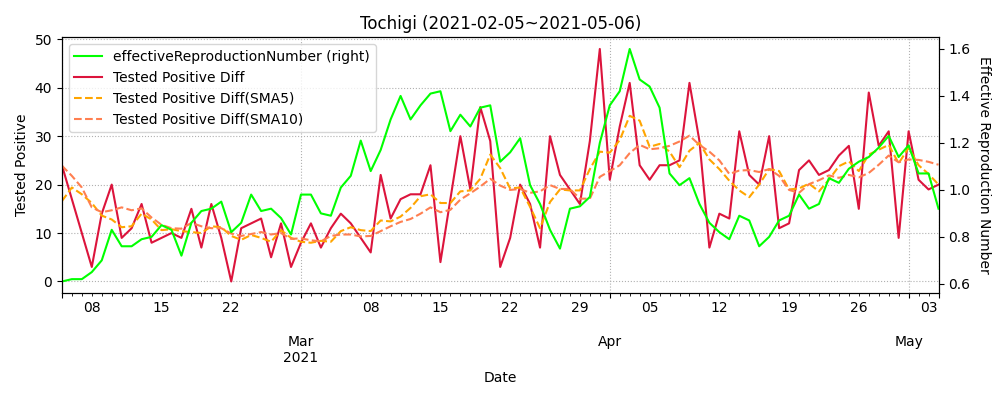 Tochigi (2021-02-05~2021-05-06)
effectiveReproductionNumber (right)
Tested Positive Diff
Tested Positive Diff(SMA5)
Tested Positive Diff(SMA10)
Tested Positive
50
40
30
20
10
0
1.6
1.4
1.2
1.0
0.8
0.6
Effective Reproduction Number
08 15 22 08 15 22 29 05 12 19 26 03
Mar Apr May
2021
Date